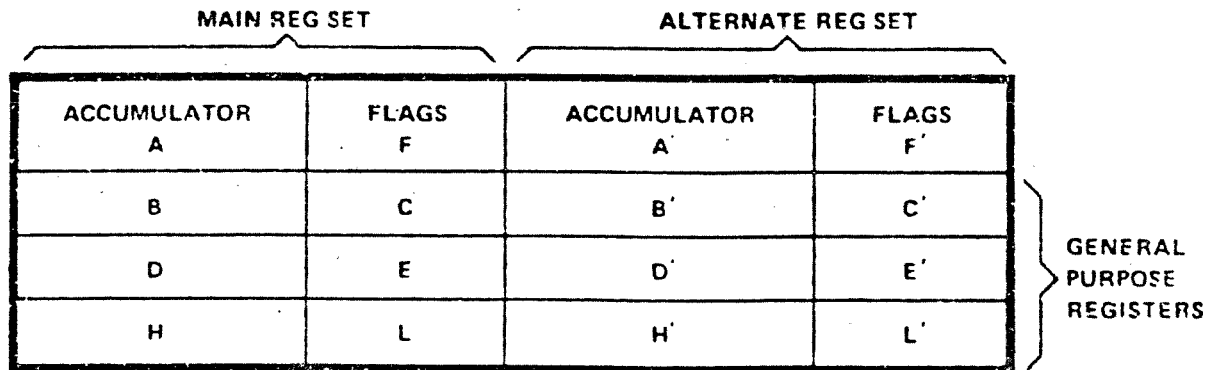 MAIN REG SET
ALTERNATE REG SET
ACCUMULATOR
A
FLAGS
F
ACCUMULATOR
A'
FLAGS
F'
B
C
B'
C'
D
E
D'
E'
H
L
H'
L'
GENERAL
PURPOSE
REGISTERS